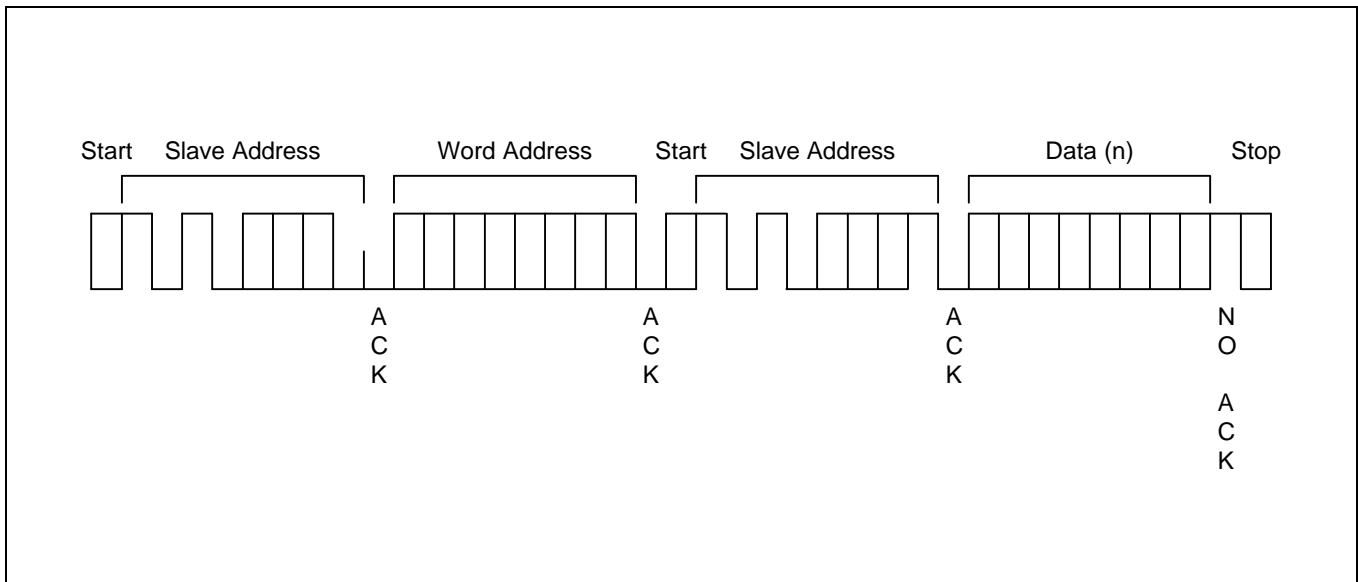 Start Slave Address Word Address Start Slave Address Data (n) Stop
A A A N
C C C O
K K K
A
C
K